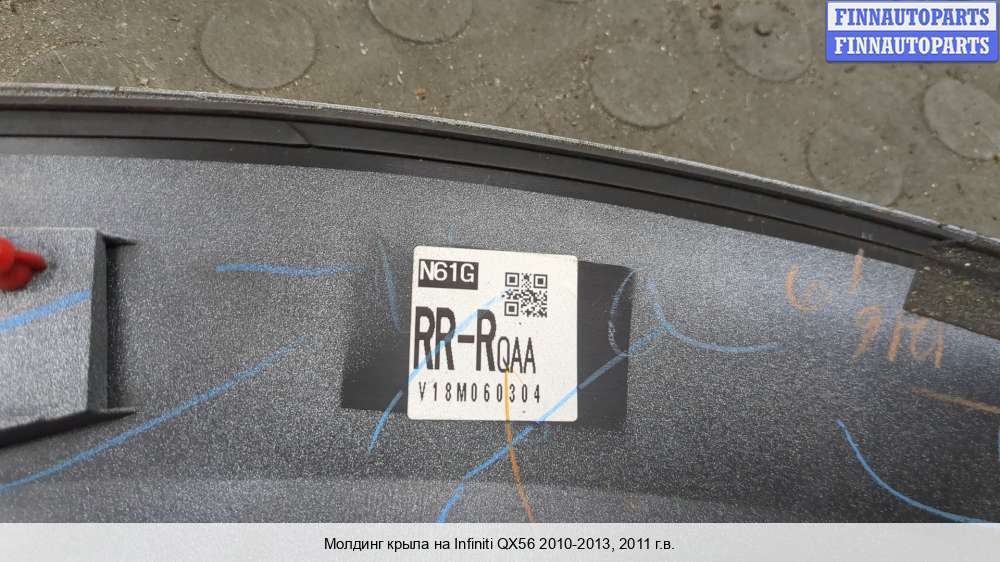 FINNAUTOPARTS
FINNAUTOPARTS
N61G
RR-RQAA
V18M060304
Молдинг крыла на Infiniti QX56 2010-2013, 2011 г.в.